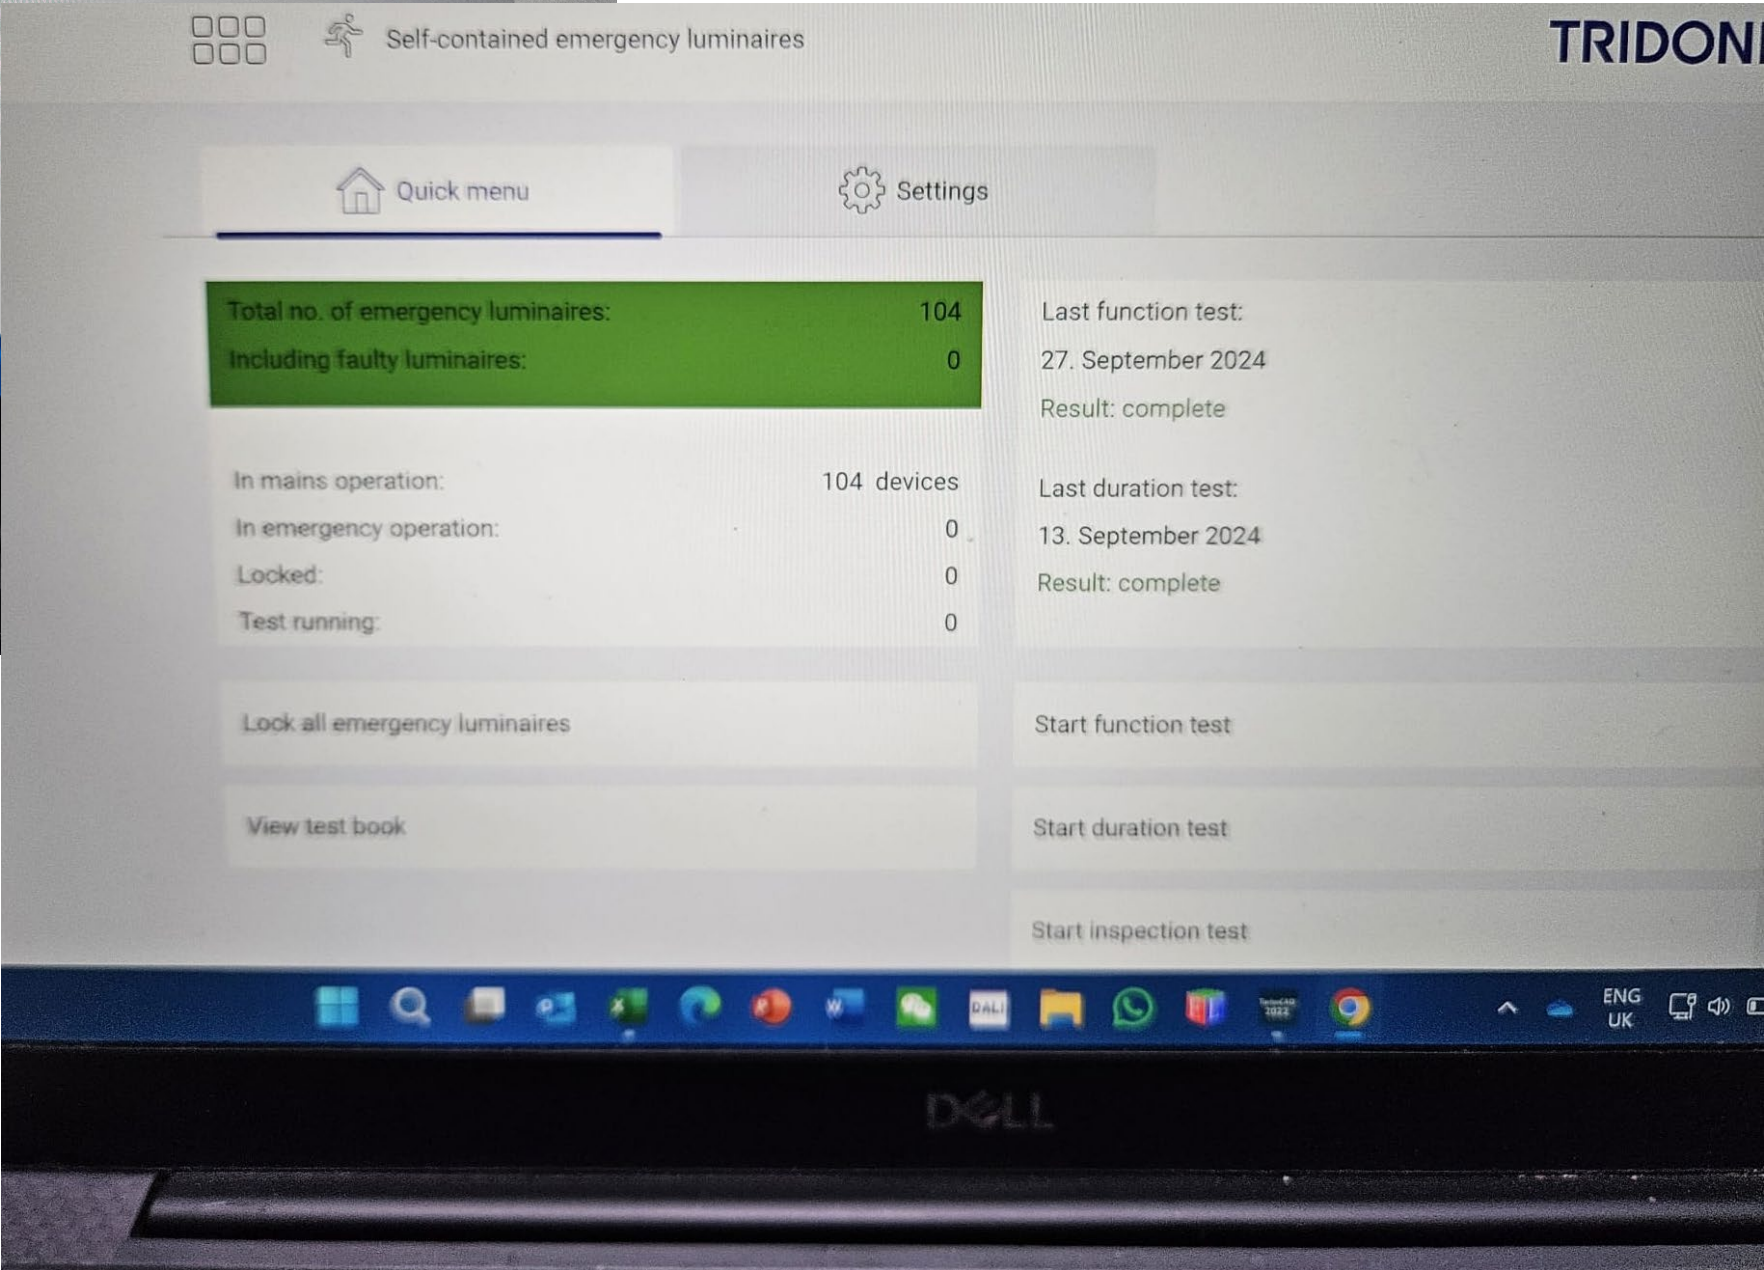 Self-contained emergency luminaires
TRIDONI
Quick menu
Settings
Total no. of emergency luminaires: 104
Including faulty luminaires: 0
In mains operation: 104 devices
In emergency operation: 0
Locked: 0
Test running: 0
Last function test:
27. September 2024
Result: complete
Last duration test:
13. September 2024
Result: complete
Lock all emergency luminaires
View test book
Start function test
Start duration test
Start inspection test
DALI
TurboCAD
2022
ENG
UK
DELL